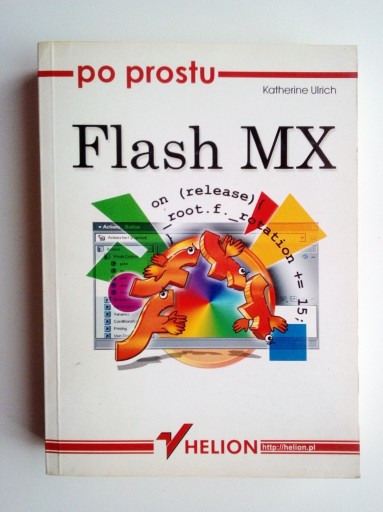 po prostu
Katherine Ulrich
Flash MX
on (release){
_root.f._rotation += 15;
HELION
http://helion.pl